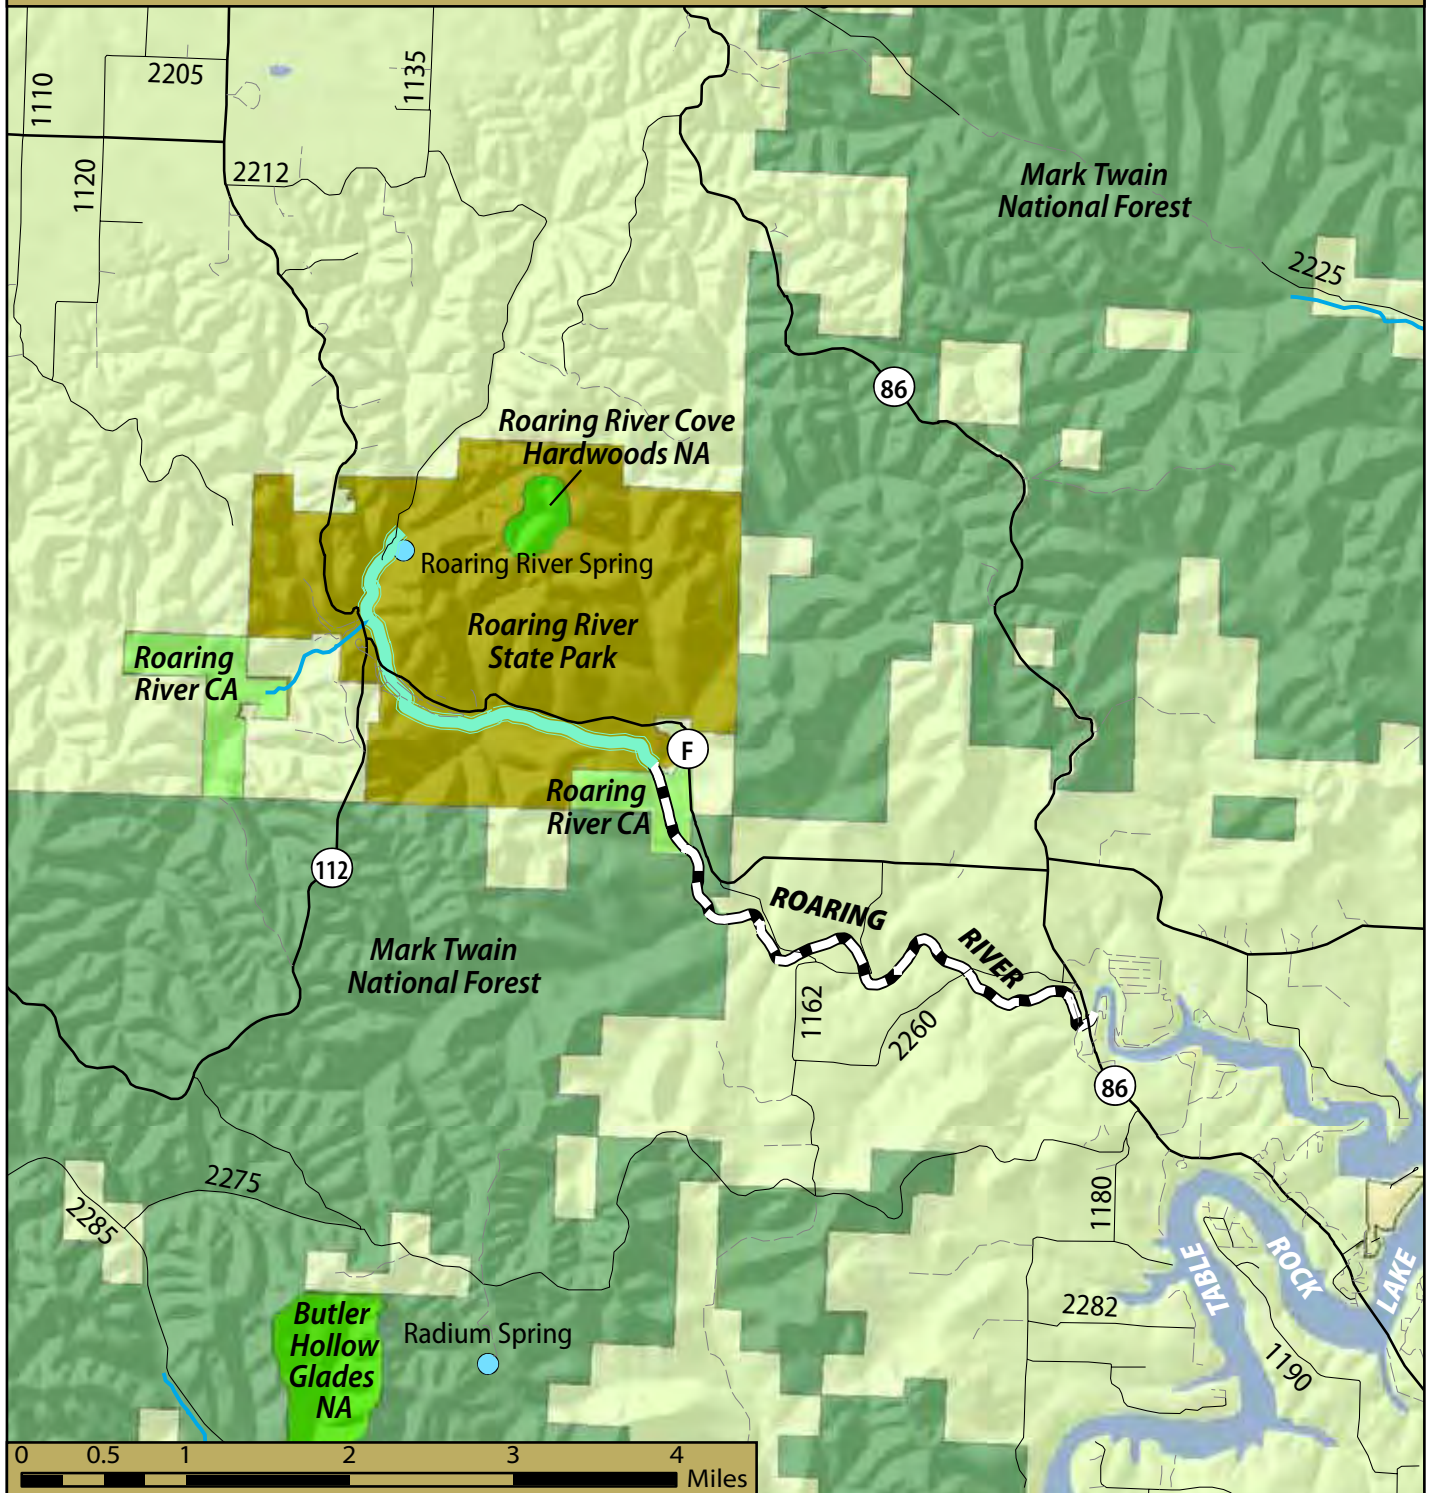 1110
2205
1135
1120
2212
Mark Twain
National Forest
2225
86
Roaring River Cove
Hardwoods NA
Roaring River Spring
Roaring River
State Park
Roaring
River CA
F
Roaring
River CA
112
ROARING
RIVER
Mark Twain
National Forest
1162
2260
86
2275
2285
1180
TABLE
ROCK
LAKE
2282
1190
Butler
Hollow
Glades
NA
Radium Spring
0 0.5 1 2 3 4
Miles